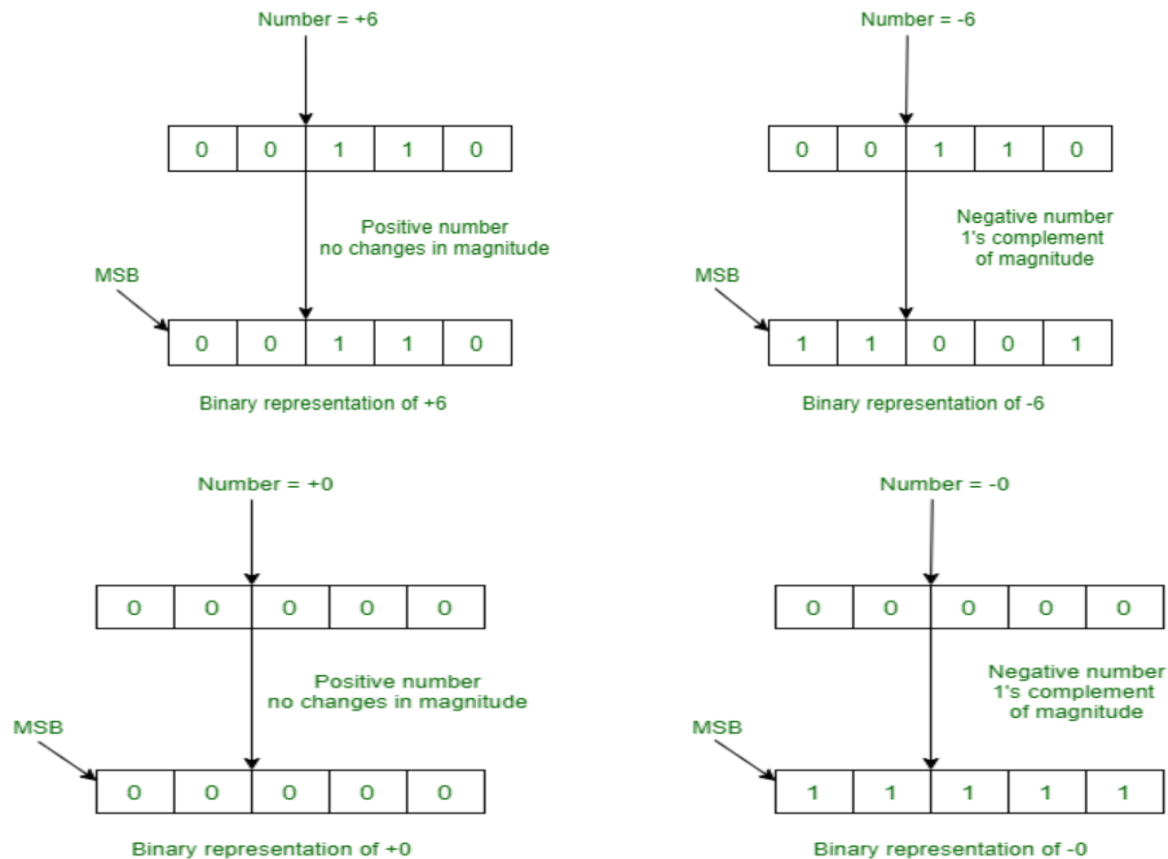 Number = +6
0 0 1 1 0
Positive number
no changes in magnitude
MSB
0 0 1 1 0
Binary representation of +6
Number = -6
0 0 1 1 0
Negative number
1's complement
of magnitude
MSB
1 1 0 0 1
Binary representation of -6
Number = +0
0 0 0 0 0
Positive number
no changes in magnitude
MSB
0 0 0 0 0
Binary representation of +0
Number = -0
0 0 0 0 0
Negative number
1's complement
of magnitude
MSB
1 1 1 1 1
Binary representation of -0